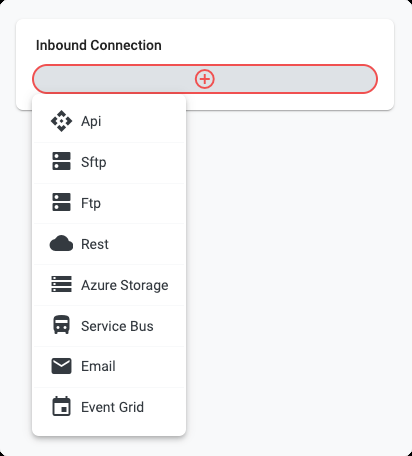 Inbound Connection
Api
Sftp
Ftp
Rest
Azure Storage
Service Bus
Email
Event Grid